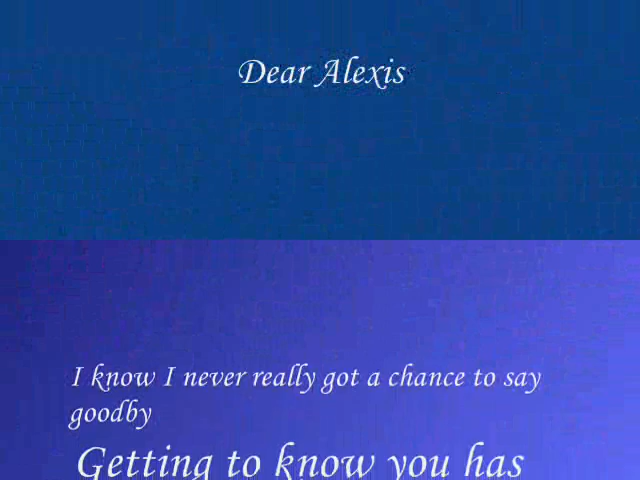 Dear Alexis
I know I never really got a chance to say
goodby
Getting to know you has